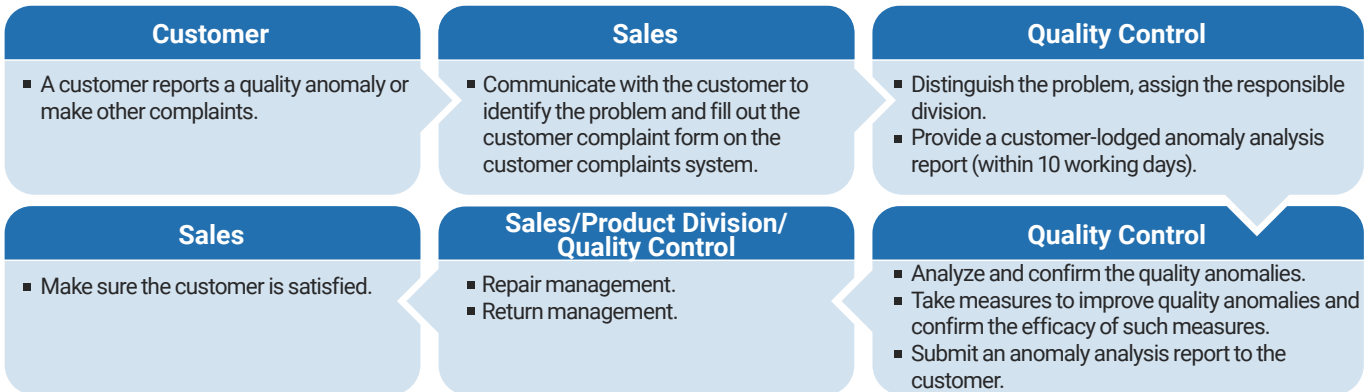 Customer
■ A customer reports a quality anomaly or
make other complaints.
Sales
■ Communicate with the customer to
identify the problem and fill out the
customer complaint form on the
customer complaints system.
Quality Control
■ Distinguish the problem, assign the responsible
division.
■ Provide a customer-lodged anomaly analysis
report (within 10 working days).
Quality Control
■ Analyze and confirm the quality anomalies.
■ Take measures to improve quality anomalies and
confirm the efficacy of such measures.
■ Submit an anomaly analysis report to the
customer.
Sales/Product Division/
Quality Control
■ Repair management.
■ Return management.
Sales
■ Make sure the customer is satisfied.